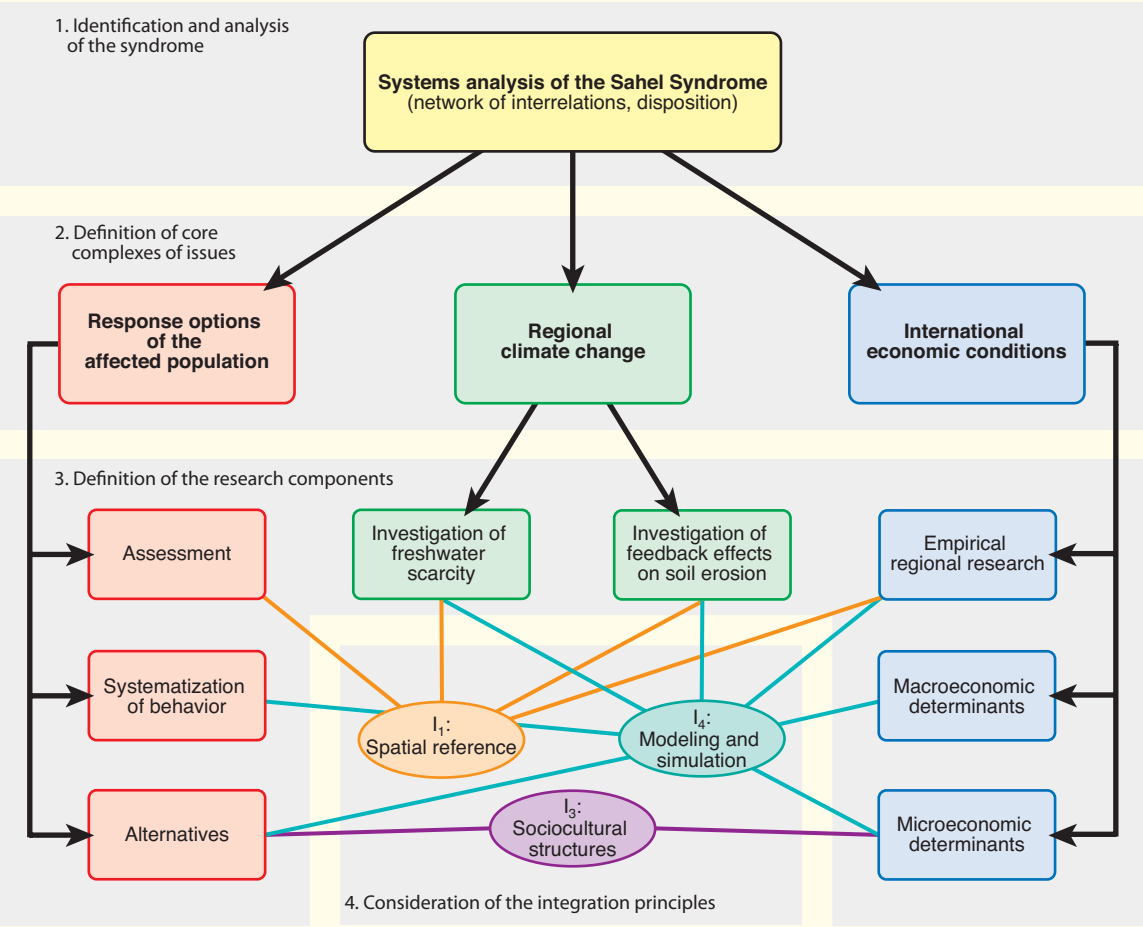 1. Identification and analysis
of the syndrome
Systems analysis of the Sahel Syndrome
(network of interrelations, disposition)
2. Definition of core
complexes of issues
Response options
of the
affected population
Regional
climate change
International
economic conditions
3. Definition of the research components
Assessment
Investigation of
freshwater
scarcity
Investigation of
feedback effects
on soil erosion
Empirical
regional research
Systematization
of behavior
I₁:
Spatial reference
I₄:
Modeling and
simulation
Macroeconomic
determinants
Alternatives
I₃:
Sociocultural
structures
Microeconomic
determinants
4. Consideration of the integration principles